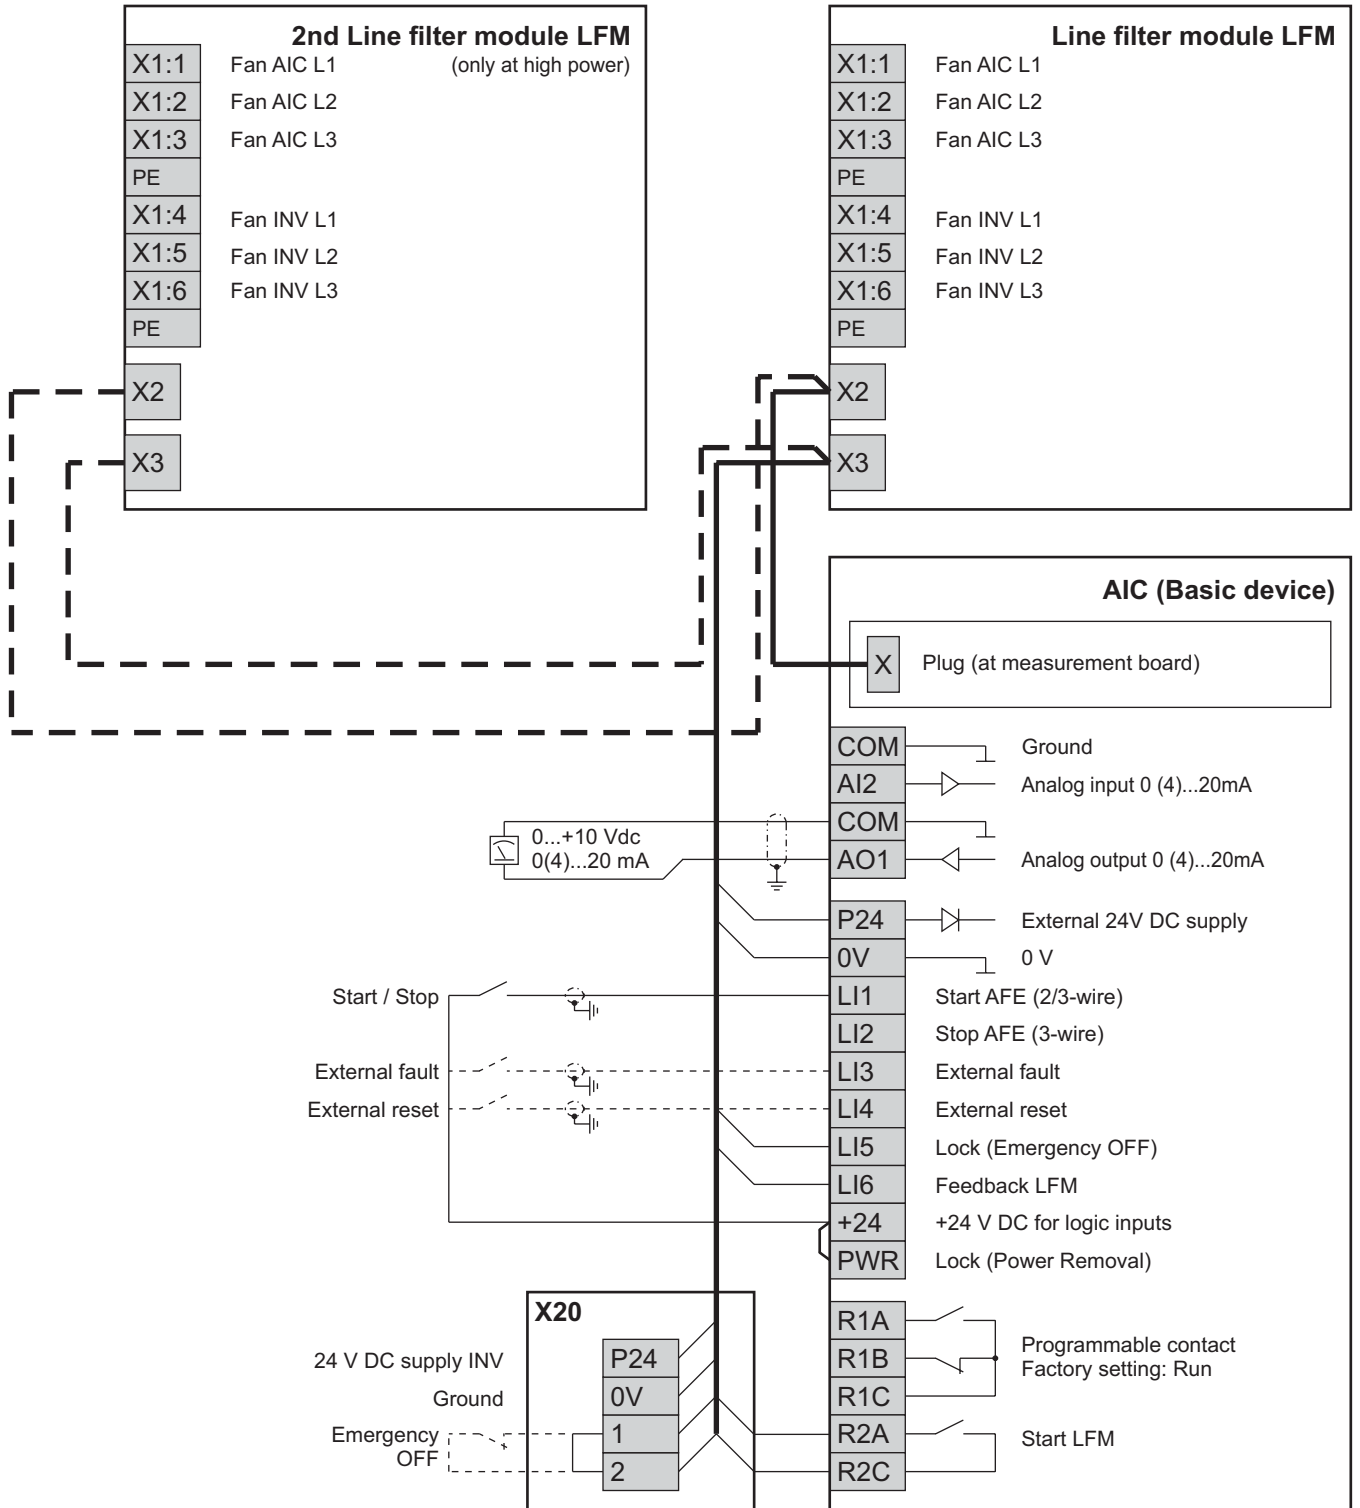 2nd Line filter module LFM
(only at high power)
X1:1 Fan AIC L1
X1:2 Fan AIC L2
X1:3 Fan AIC L3
PE
X1:4 Fan INV L1
X1:5 Fan INV L2
X1:6 Fan INV L3
PE
X2
X3
Line filter module LFM
X1:1 Fan AIC L1
X1:2 Fan AIC L2
X1:3 Fan AIC L3
PE
X1:4 Fan INV L1
X1:5 Fan INV L2
X1:6 Fan INV L3
PE
X2
X3
AIC (Basic device)
X Plug (at measurement board)
COM Ground
AI2 Analog input 0 (4)...20mA
COM
0...+10 Vdc
0(4)...20 mA
AO1 Analog output 0 (4)...20mA
P24 External 24V DC supply
0V 0 V
Start / Stop LI1 Start AFE (2/3-wire)
LI2 Stop AFE (3-wire)
External fault LI3 External fault
External reset LI4 External reset
LI5 Lock (Emergency OFF)
LI6 Feedback LFM
+24 +24 V DC for logic inputs
PWR Lock (Power Removal)
X20
24 V DC supply INV P24
Ground 0V
Emergency
OFF
1
2
R1A
R1B
R1C
Programmable contact
Factory setting: Run
R2A Start LFM
R2C